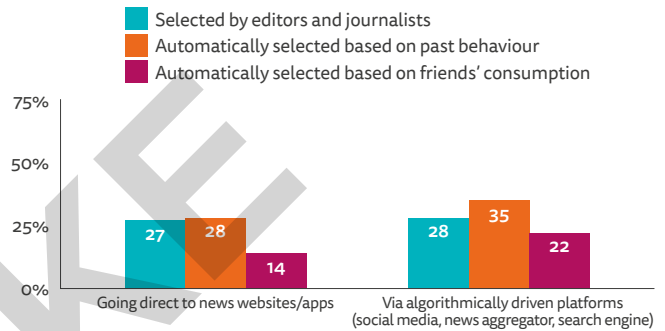 Selected by editors and journalists
Automatically selected based on past behaviour
Automatically selected based on friends' consumption
75%
50%
25%
0%
27
28
14
28
35
22
Going direct to news websites/apps
Via algorithmically driven platforms
(social media, news aggregator, search engine)
KE